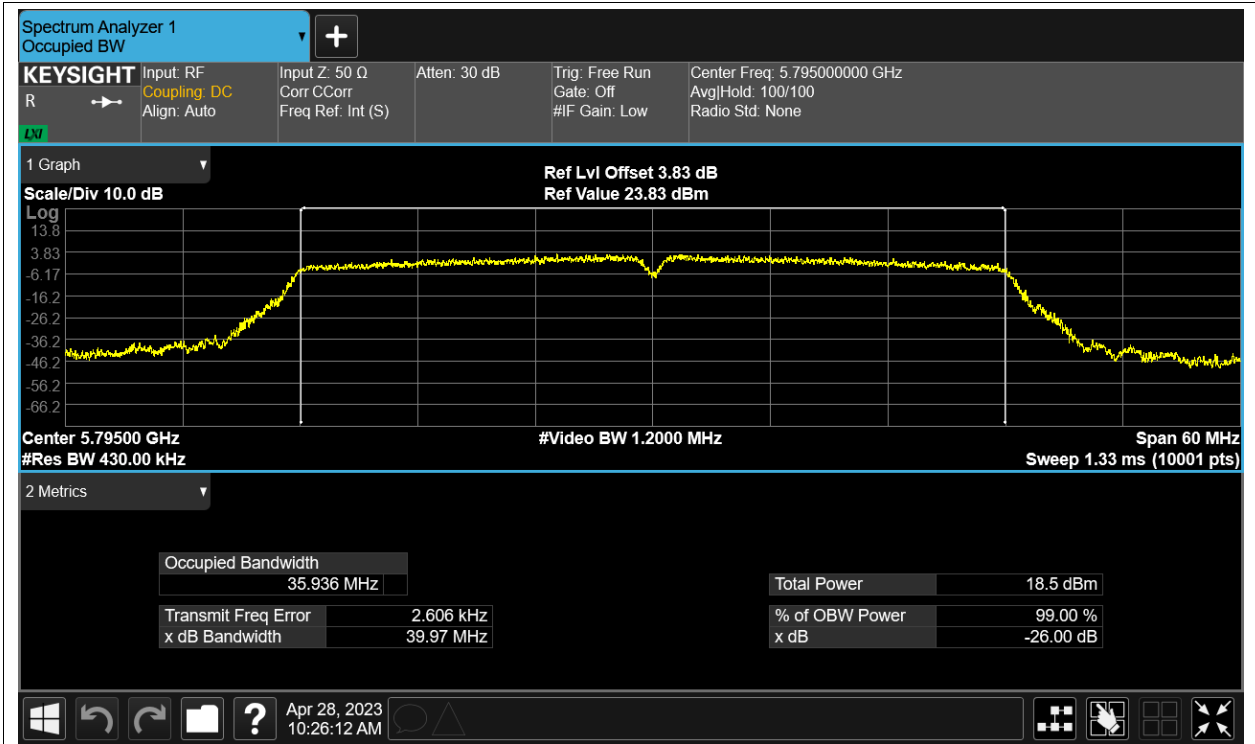 Spectrum Analyzer 1
Occupied BW
KEYSIGHT
R
LXI
Input: RF
Coupling: DC
Align: Auto
Input Z: 50 Ω
Corr CCorr
Freq Ref: Int (S)
Atten: 30 dB
Trig: Free Run
Gate: Off
#IF Gain: Low
Center Freq: 5.795000000 GHz
Avg|Hold: 100/100
Radio Std: None
1 Graph
Scale/Div 10.0 dB
Ref Lvl Offset 3.83 dB
Ref Value 23.83 dBm
Log
13.8
3.83
-6.17
-16.2
-26.2
-36.2
-46.2
-56.2
-66.2
Center 5.79500 GHz
#Video BW 1.2000 MHz
Span 60 MHz
#Res BW 430.00 kHz
Sweep 1.33 ms (10001 pts)
2 Metrics
Occupied Bandwidth
35.936 MHz
Transmit Freq Error 2.606 kHz
x dB Bandwidth 39.97 MHz
Total Power 18.5 dBm
% of OBW Power 99.00 %
x dB -26.00 dB
?
Apr 28, 2023
10:26:12 AM